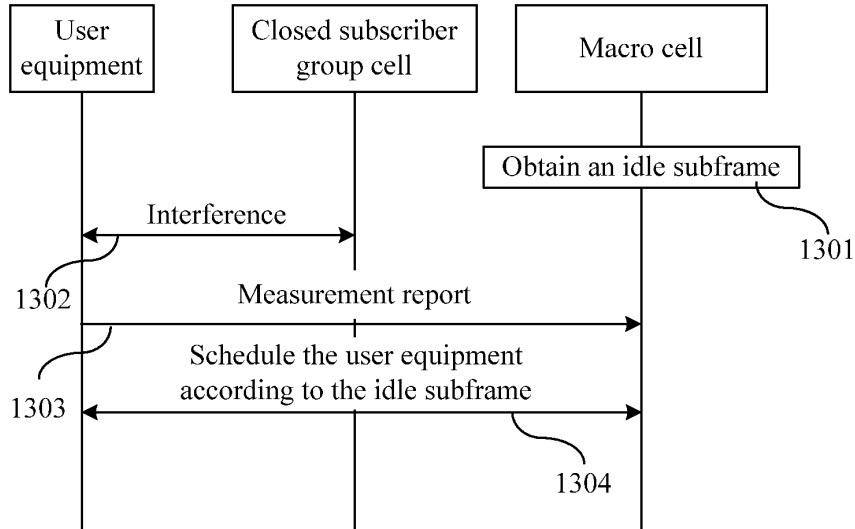 User
equipment
Closed subscriber
group cell
Macro cell
Obtain an idle subframe
1301
Interference
1302
Measurement report
1303
Schedule the user equipment
according to the idle subframe
1304